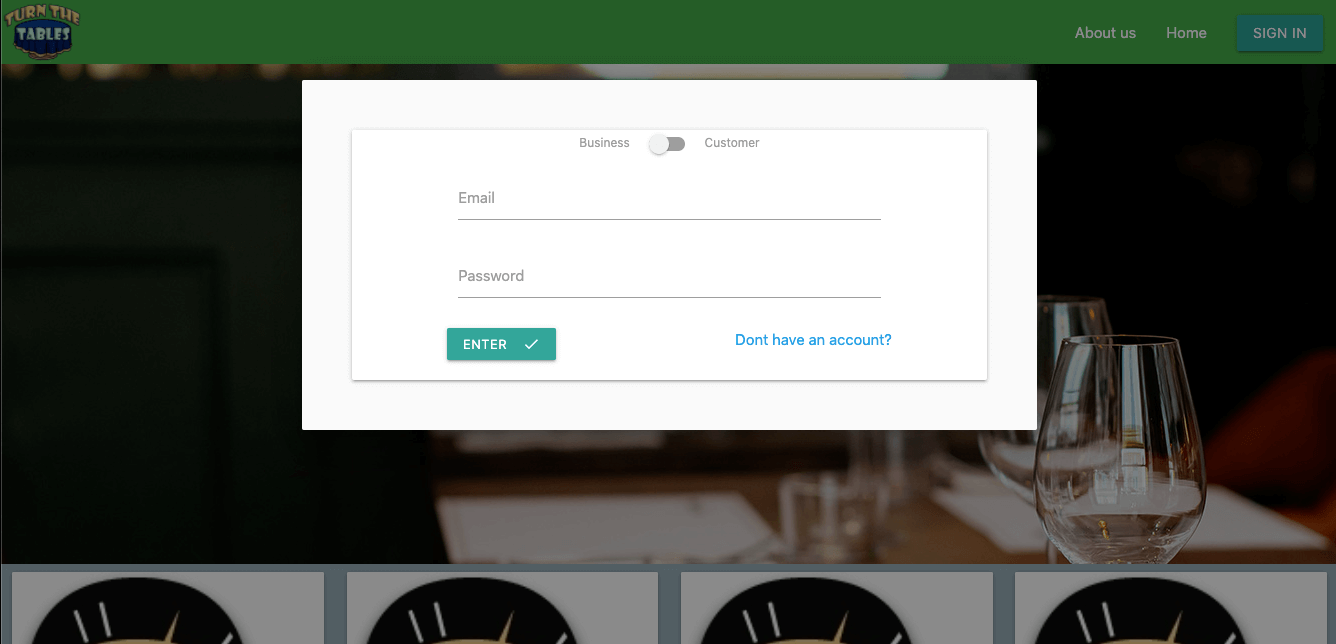 TURN THE
TABLES
About us
Home
SIGN IN
Business
Customer
Email
Password
ENTER
Dont have an account?